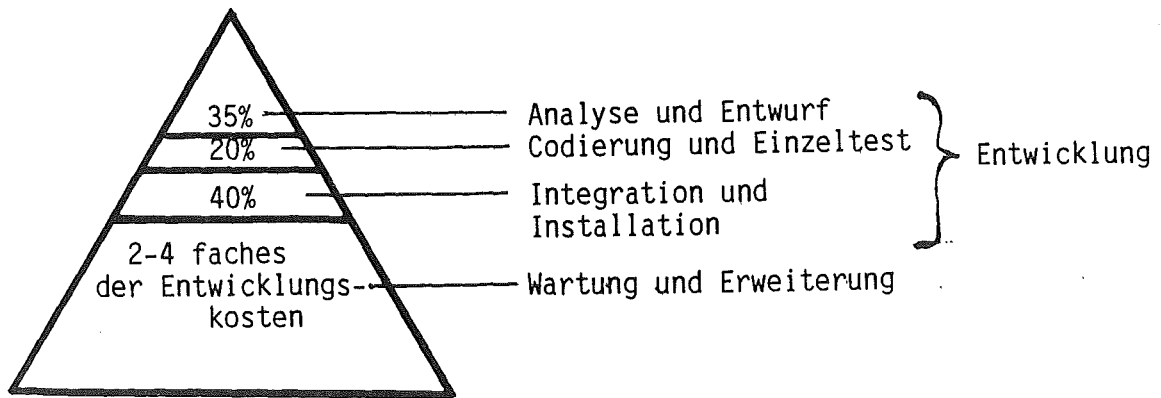 35%
Analyse und Entwurf
20%
Codierung und Einzeltest
Entwicklung
40%
Integration und
Installation
2-4 faches
der Entwicklungs-
kosten
Wartung und Erweiterung